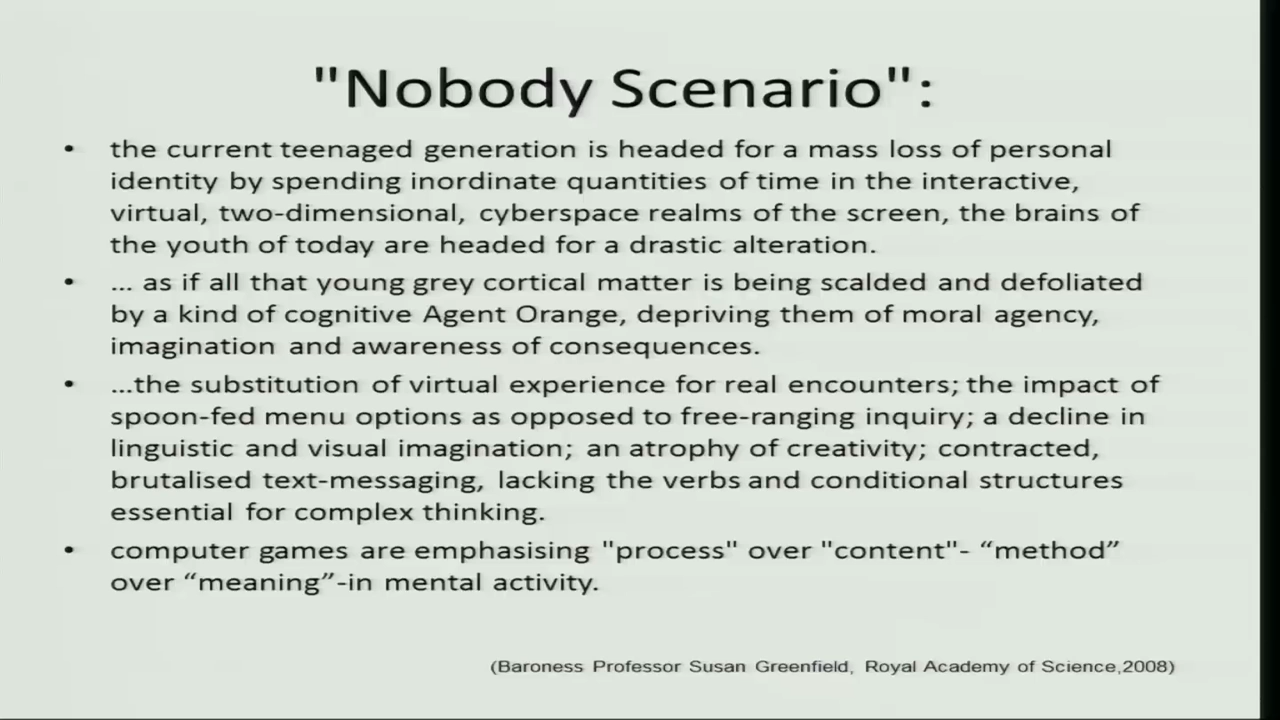 "Nobody Scenario":
• the current teenaged generation is headed for a mass loss of personal
identity by spending inordinate quantities of time in the interactive,
virtual, two-dimensional, cyberspace realms of the screen, the brains of
the youth of today are headed for a drastic alteration.
• ... as if all that young grey cortical matter is being scalded and defoliated
by a kind of cognitive Agent Orange, depriving them of moral agency,
imagination and awareness of consequences.
• ...the substitution of virtual experience for real encounters; the impact of
spoon-fed menu options as opposed to free-ranging inquiry; a decline in
linguistic and visual imagination; an atrophy of creativity; contracted,
brutalised text-messaging, lacking the verbs and conditional structures
essential for complex thinking.
• computer games are emphasising "process" over "content"- “method”
over “meaning”-in mental activity.
(Baroness Professor Susan Greenfield, Royal Academy of Science,2008)